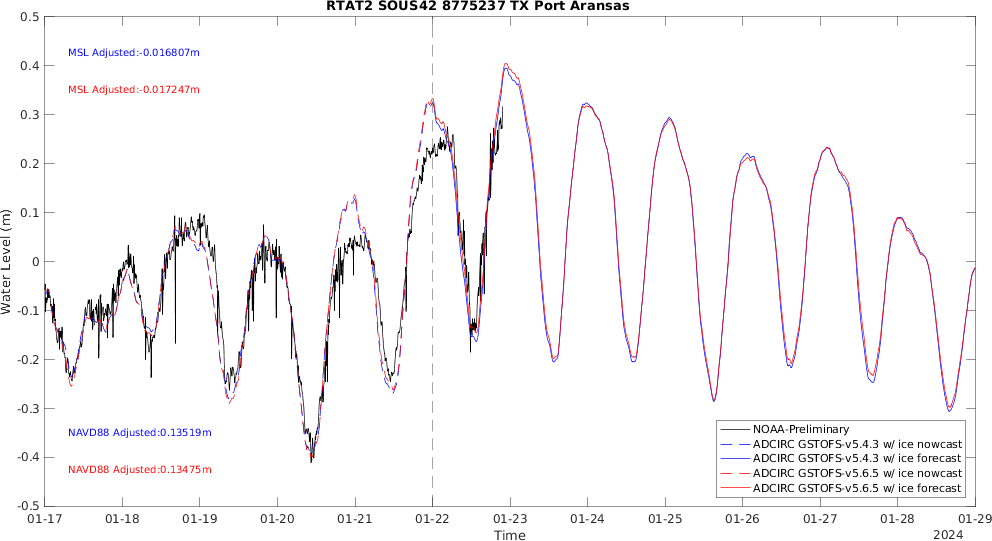 RTAT2 SOUS42 8775237 TX Port Aransas
0.5
0.4
0.3
0.2
0.1
0
-0.1
-0.2
-0.3
-0.4
-0.5
Water Level (m)
MSL Adjusted:-0.016807m
MSL Adjusted:-0.017247m
NAVD88 Adjusted:0.13519m
NAVD88 Adjusted:0.13475m
NOAA-Preliminary
ADCIRC GSTOFS-v5.4.3 w/ ice nowcast
ADCIRC GSTOFS-v5.4.3 w/ ice forecast
ADCIRC GSTOFS-v5.6.5 w/ ice nowcast
ADCIRC GSTOFS-v5.6.5 w/ ice forecast
01-17 01-18 01-19 01-20 01-21 01-22 01-23 01-24 01-25 01-26 01-27 01-28 01-29
Time
2024